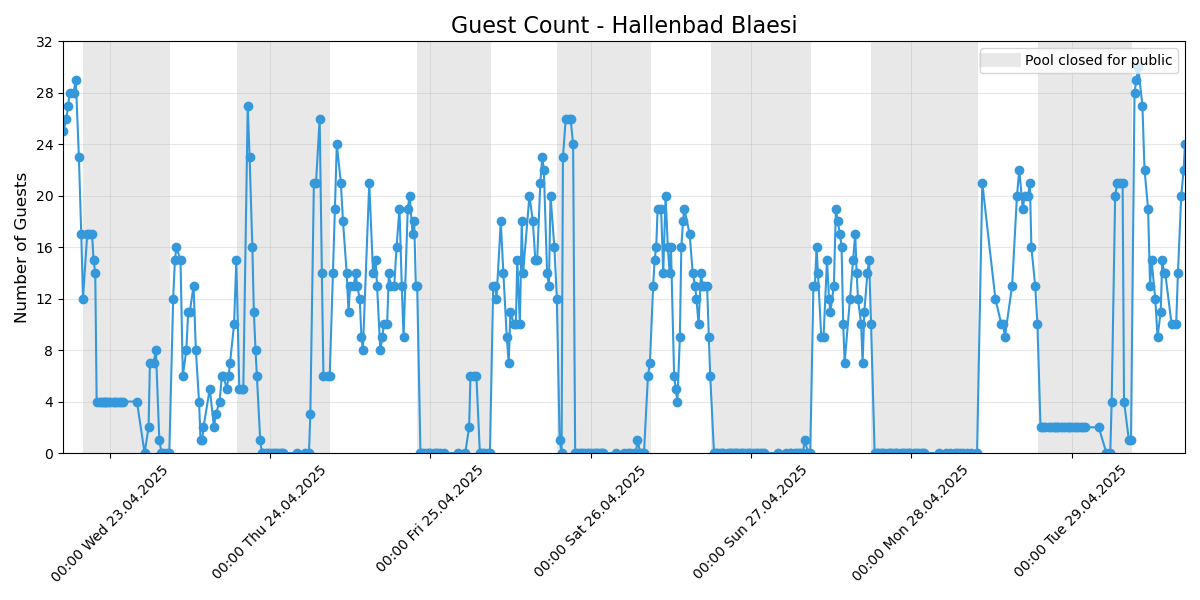 Guest Count - Hallenbad Blaesi
Pool closed for public
Number of Guests
32
28
24
20
16
12
8
4
0
00:00 Wed 23.04.2025
00:00 Thu 24.04.2025
00:00 Fri 25.04.2025
00:00 Sat 26.04.2025
00:00 Sun 27.04.2025
00:00 Mon 28.04.2025
00:00 Tue 29.04.2025